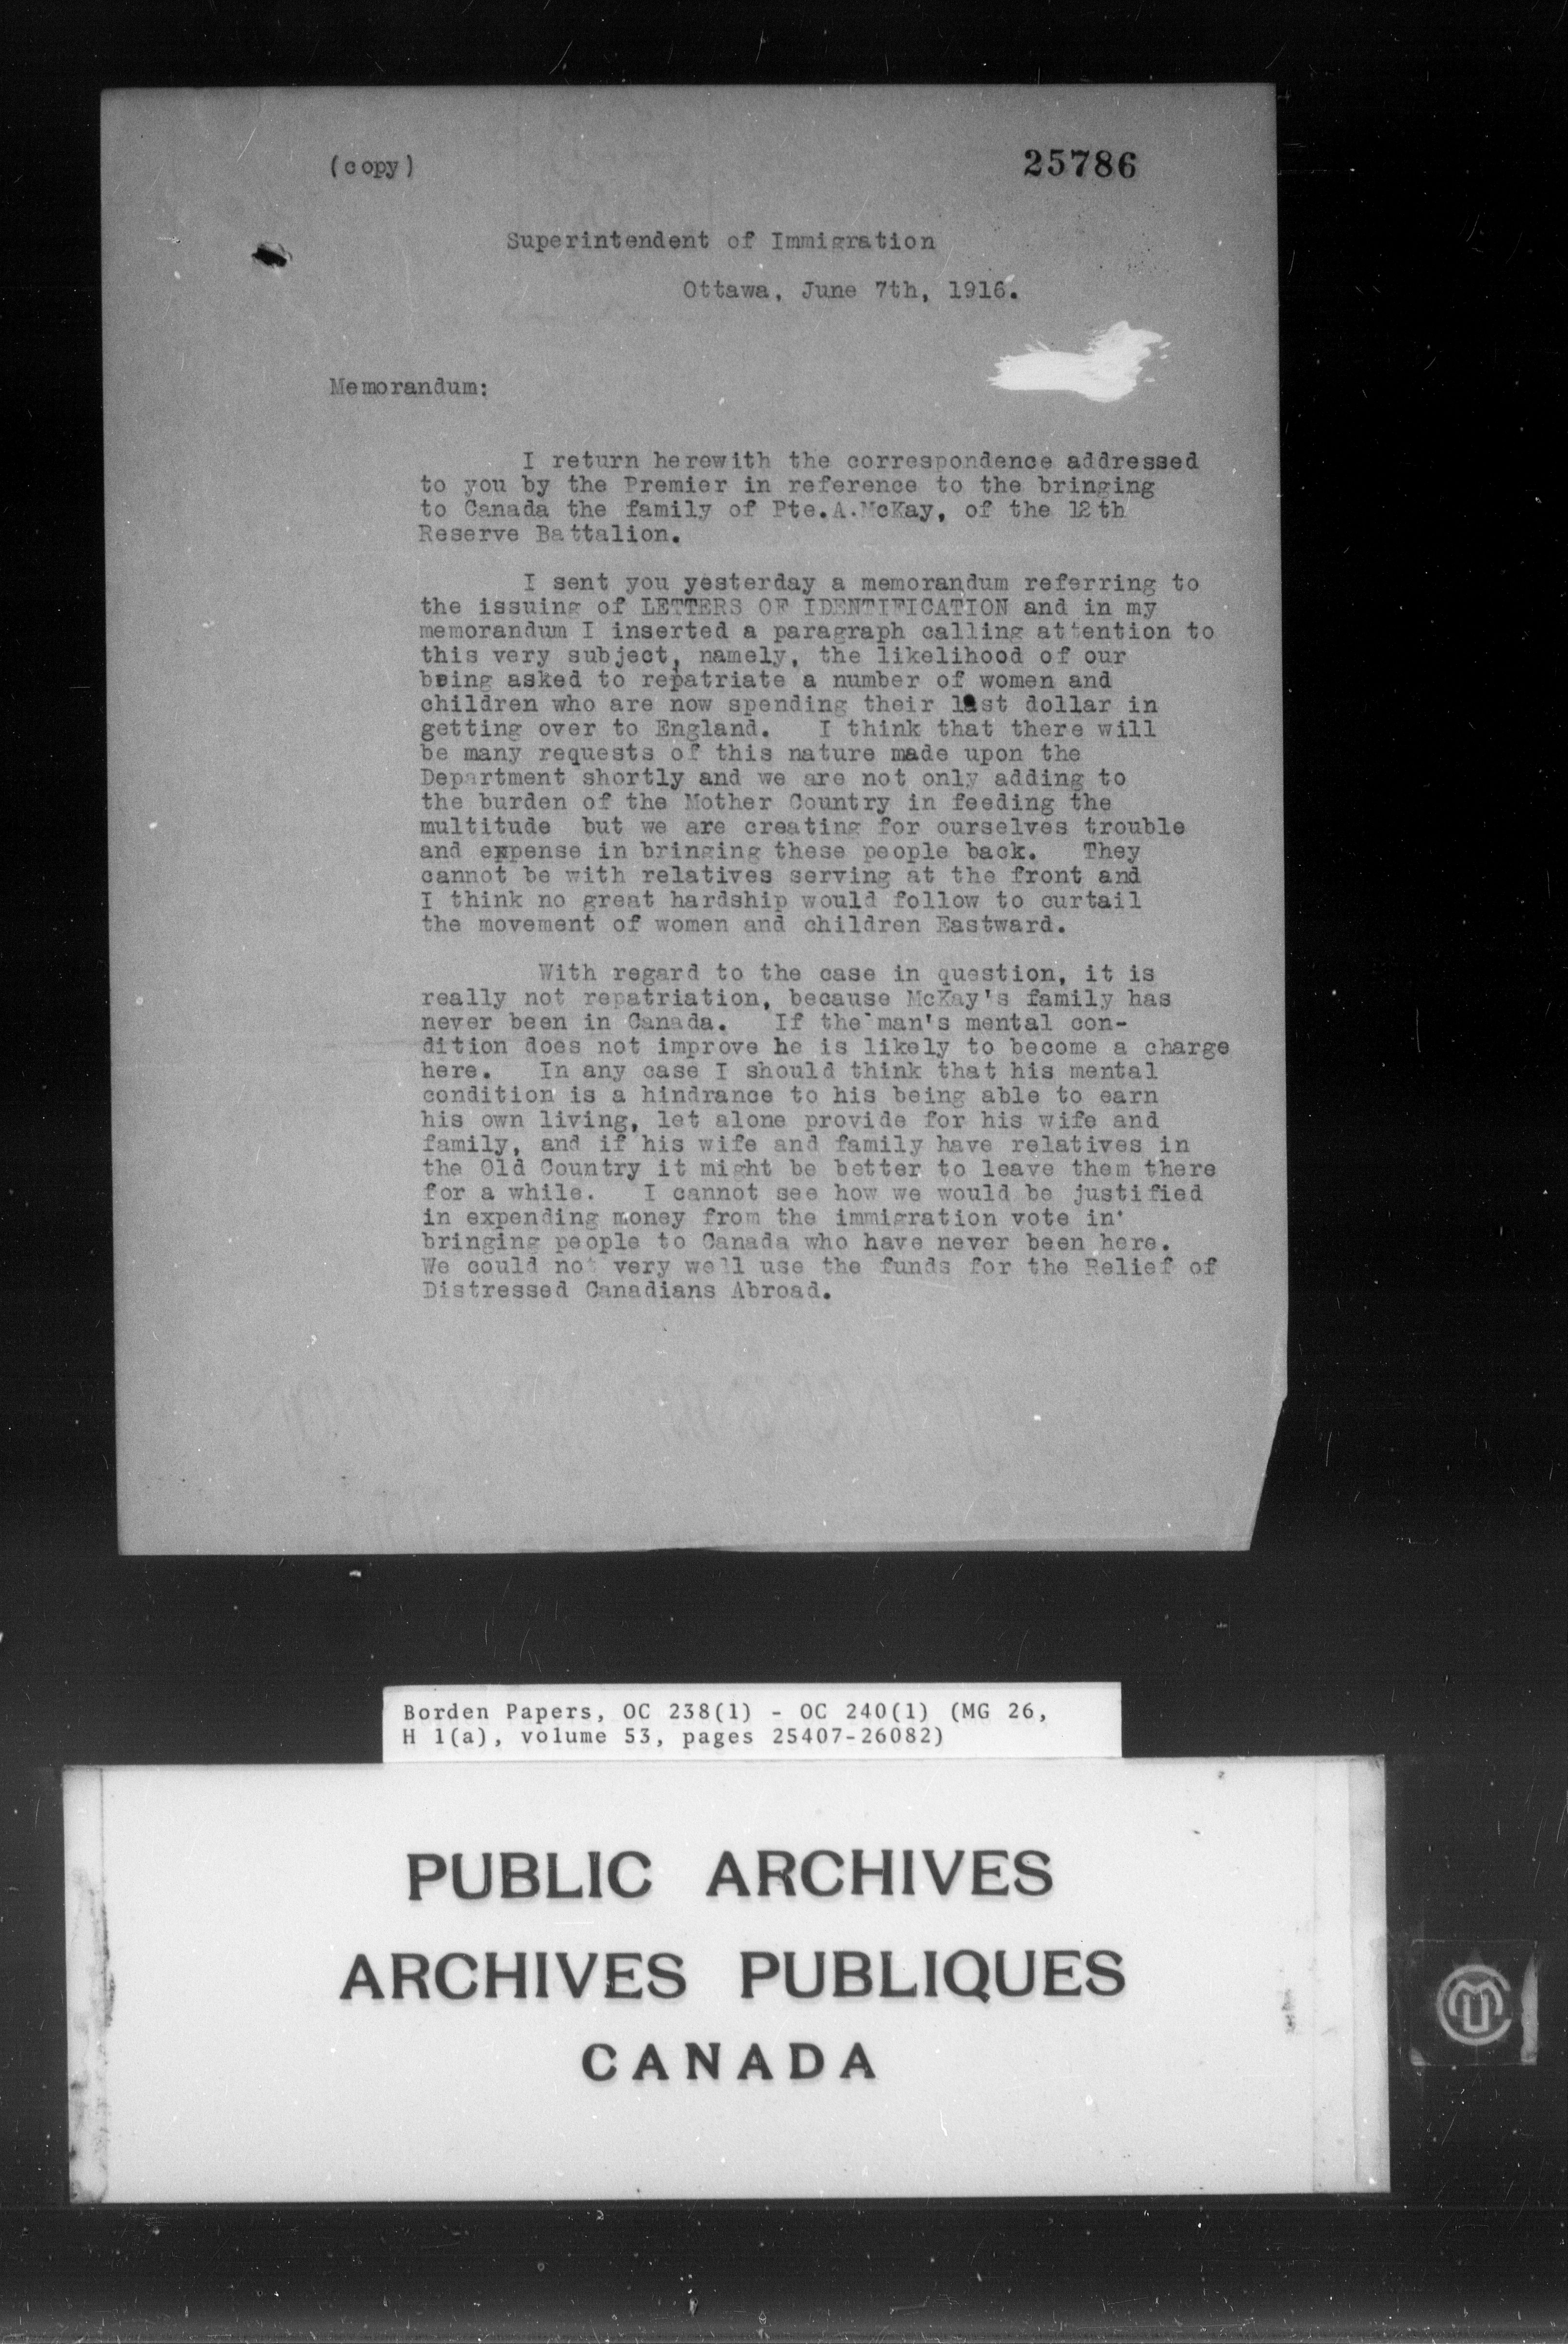 (copy)
25786
Superintendent of Immigration
Ottawa, June 7th, 1916.
Memorandum:
I return herewith the correspondence addressed
to you by the Premier in reference to the bringing
to Canada the family of Pte.A.McKay, of the 12th
Reserve Battalion.
I sent you yesterday a memorandum referring to
the issuing of LETTERS OF IDENTIFICATION and in my
memorandum I inserted a paragraph calling attention to
this very subject, namely, the likelihood of our
being asked to repatriate a number of women and
children who are now spending their last dollar in
getting over to England. I think that there will
be many requests of this nature made upon the
Department shortly and we are not only adding to
the burden of the Mother Country in feeding the
multitude but we are creating for ourselves trouble
and expense in bringing these people back. They
cannot be with relatives serving at the front and
I think no great hardship would follow to curtail
the movement of women and children Eastward.
With regard to the case in question, it is
really not repatriation, because McKay's family has
never been in Canada. If the man's mental con-
dition does not improve he is likely to become a charge
here. In any case I should think that his mental
condition is a hindrance to his being able to earn
his own living, let alone provide for his wife and
family, and if his wife and family have relatives in
the Old Country it might be better to leave them there
for a while. I cannot see how we would be justified
in expending money from the immigration vote in
bringing people to Canada who have never been here.
We could not very well use the funds for the Relief of
Distressed Canadians Abroad.
Borden Papers, OC 238(1) - OC 240(1) (MG 26,
H 1(a), volume 53, pages 25407-26082)
PUBLIC ARCHIVES
ARCHIVES PUBLIQUES
CANADA